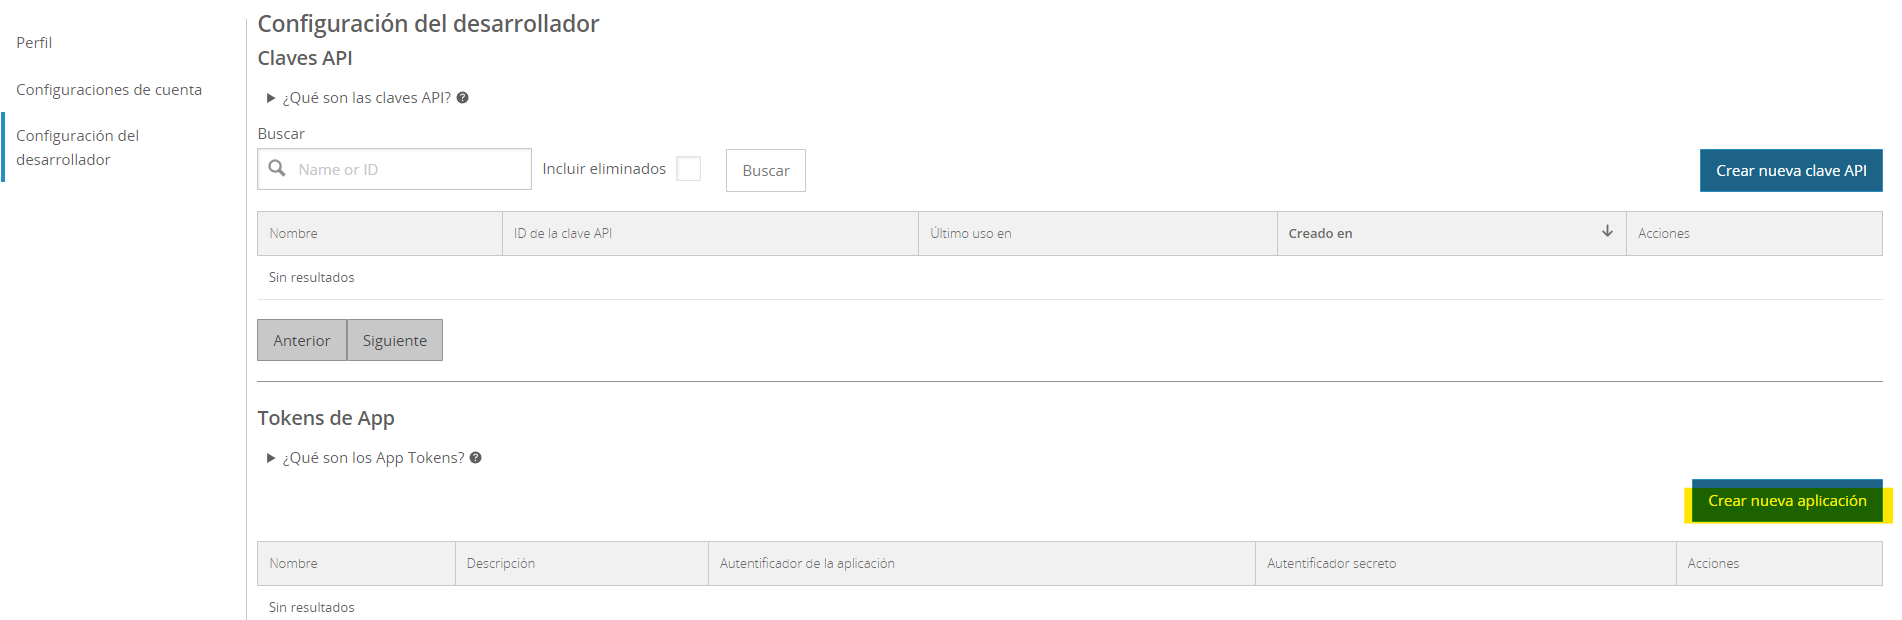 Perfil
Configuraciones de cuenta
Configuración del
desarrollador
Configuración del desarrollador
Claves API
¿Qué son las claves API?
Buscar
Name or ID
Incluir eliminados
Buscar
Crear nueva clave API
Nombre
ID de la clave API
Último uso en
Creado en
Acciones
Sin resultados
Anterior
Siguiente
Tokens de App
¿Qué son los App Tokens?
Crear nueva aplicación
Nombre
Descripción
Autentificador de la aplicación
Autentificador secreto
Acciones
Sin resultados